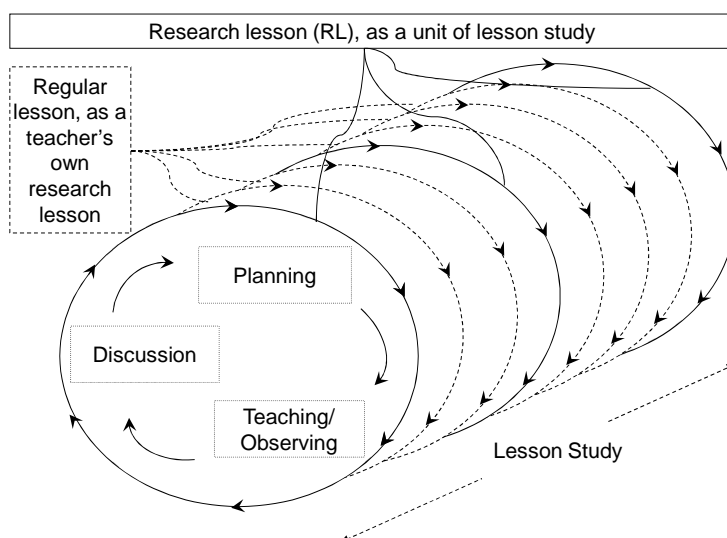 Research lesson (RL), as a unit of lesson study
Regular
lesson, as a
teacher's
own
research
lesson
Planning
Discussion
Teaching/
Observing
Lesson Study